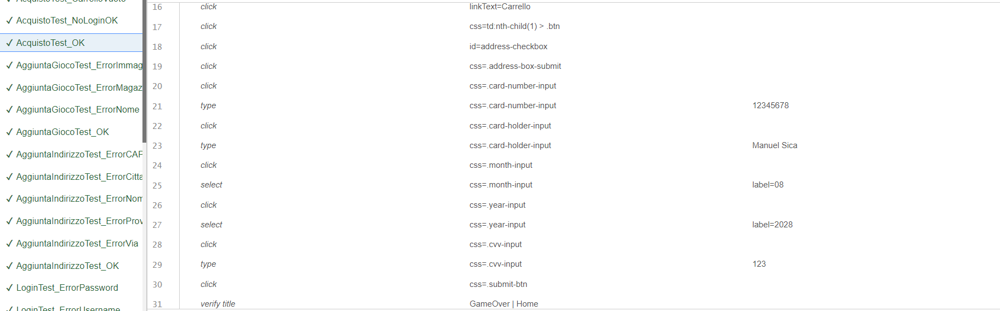 AcquistoTest_CarrelloVuoto
✓ AcquistoTest_NoLoginOK
✓ AcquistoTest_OK
✓ AggiuntaGiocoTest_ErrorImmag
✓ AggiuntaGiocoTest_ErrorMagaz
✓ AggiuntaGiocoTest_ErrorNome
✓ AggiuntaGiocoTest_OK
✓ AggiuntaIndirizzoTest_ErrorCAP
✓ AggiuntaIndirizzoTest_ErrorCitta
✓ AggiuntaIndirizzoTest_ErrorNom
✓ AggiuntaIndirizzoTest_ErrorProv
✓ AggiuntaIndirizzoTest_ErrorVia
✓ AggiuntaIndirizzoTest_OK
✓ LoginTest_ErrorPassword
✓ LoginTest_ErrorUsername
16 click linkText=Carrello
17 click css=td:nth-child(1) > .btn
18 click id=address-checkbox
19 click css=.address-box-submit
20 click css=.card-number-input
21 type css=.card-number-input 12345678
22 click css=.card-holder-input
23 type css=.card-holder-input Manuel Sica
24 click css=.month-input
25 select css=.month-input label=08
26 click css=.year-input
27 select css=.year-input label=2028
28 click css=.cvv-input
29 type css=.cvv-input 123
30 click css=.submit-btn
31 verify title GameOver | Home